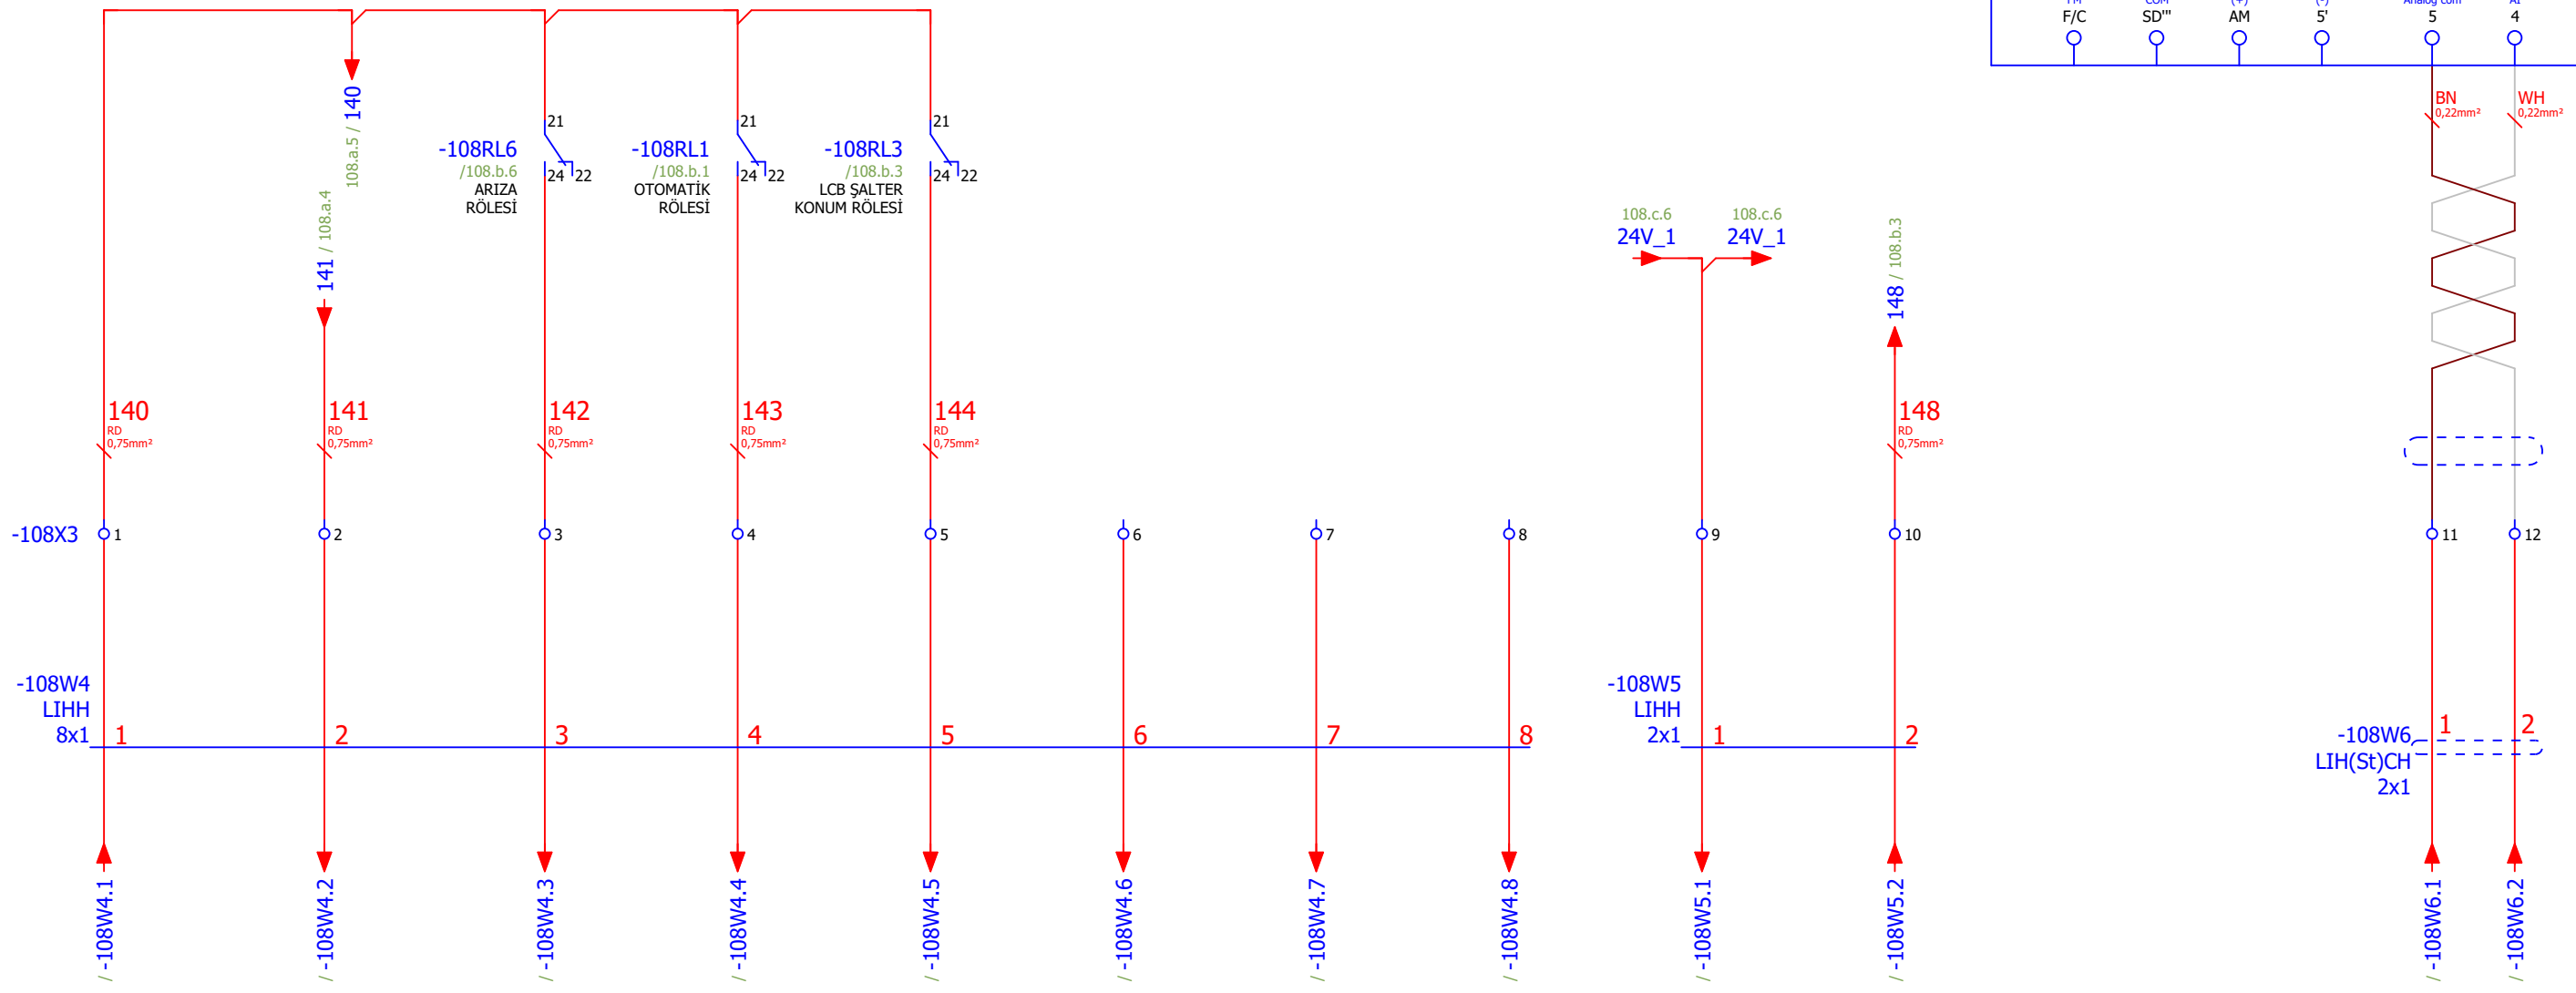 FM
COM
(+)
(-)
Analog com
AI
F/C
SD'''
AM
5'
5
4
BN
0,22mm²
WH
0,22mm²
108.a.5 / 140
141 / 108.a.4
-108RL6
/108.b.6
ARIZA
RÖLESİ
21
24
22
-108RL1
/108.b.1
OTOMATİK
RÖLESİ
21
24
22
-108RL3
/108.b.3
LCB ŞALTER
KONUM RÖLESİ
21
24
22
108.c.6
24V_1
108.c.6
24V_1
148 / 108.b.3
140
RD
0,75mm²
141
RD
0,75mm²
142
RD
0,75mm²
143
RD
0,75mm²
144
RD
0,75mm²
148
RD
0,75mm²
-108X3
1
2
3
4
5
6
7
8
9
10
11
12
-108W4
LIHH
8x1
1
2
3
4
5
6
7
8
-108W5
LIHH
2x1
1
2
-108W6
LIH(St)CH
2x1
1
2
/ -108W4.1
/ -108W4.2
/ -108W4.3
/ -108W4.4
/ -108W4.5
/ -108W4.6
/ -108W4.7
/ -108W4.8
/ -108W5.1
/ -108W5.2
/ -108W6.1
/ -108W6.2